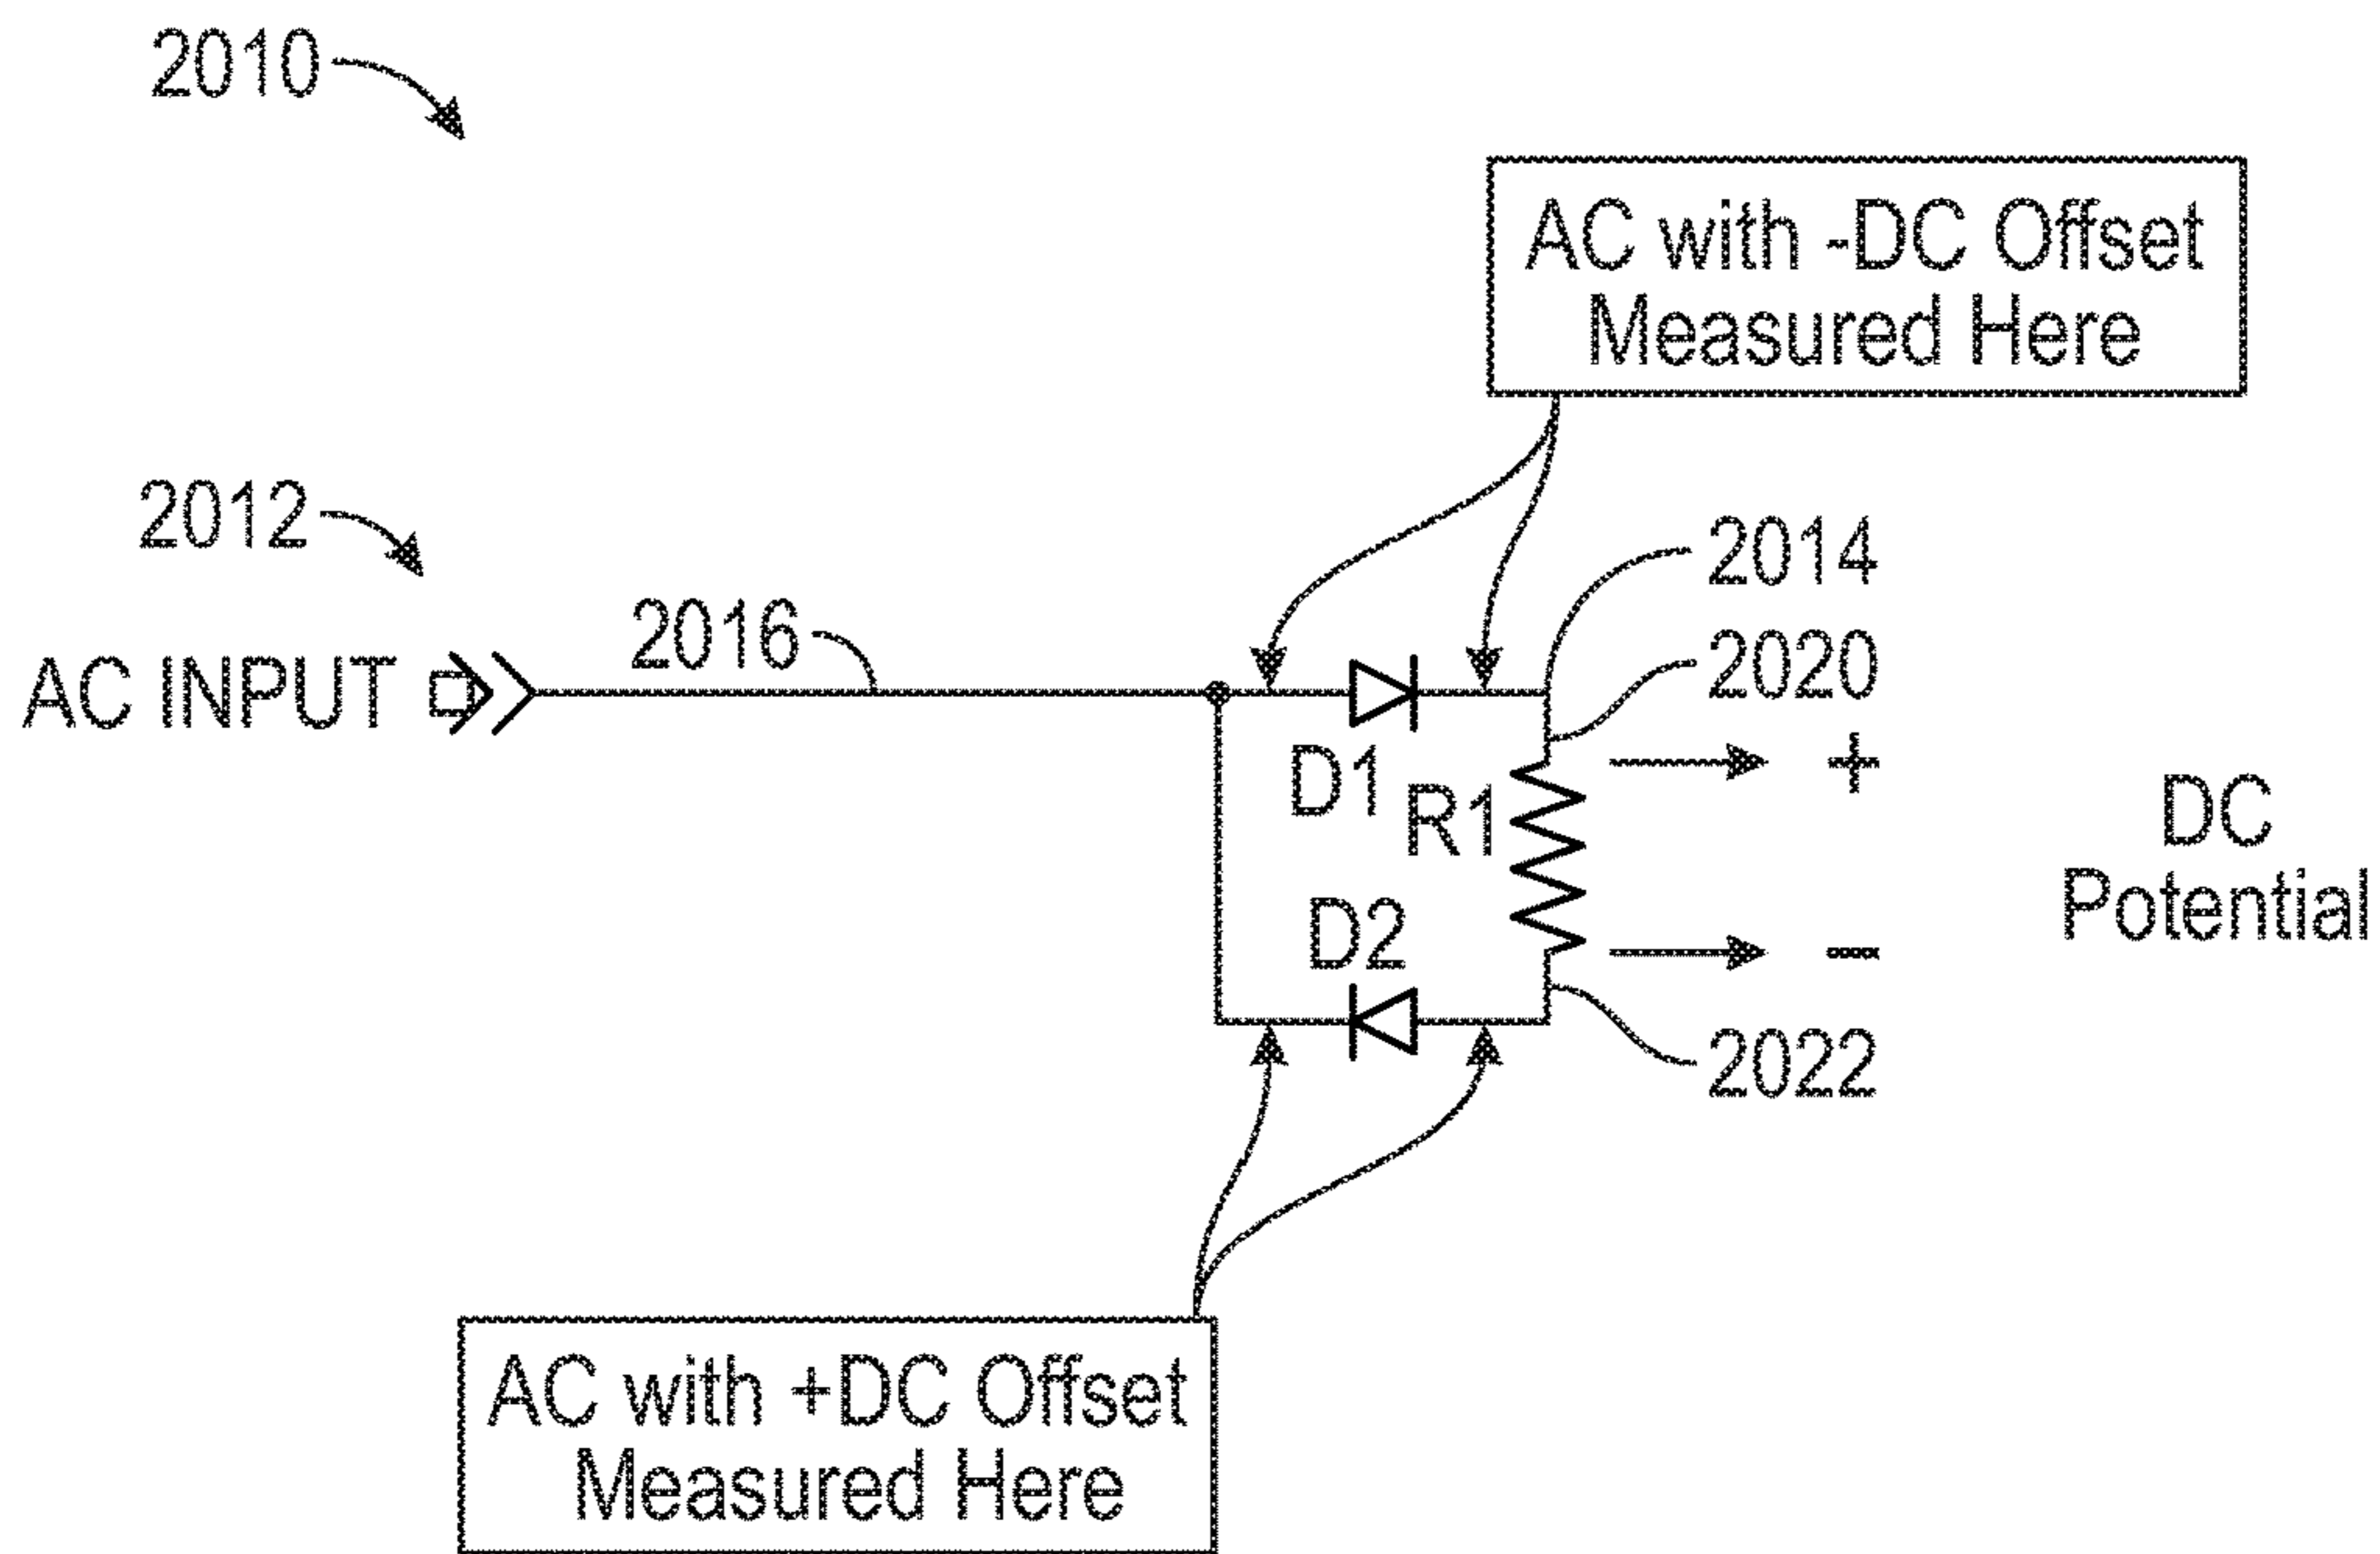 2010
AC with -DC Offset
Measured Here
2012
2014
2016
2020
AC INPUT
D1
+
R1
DC
Potential
D2
-
2022
AC with +DC Offset
Measured Here